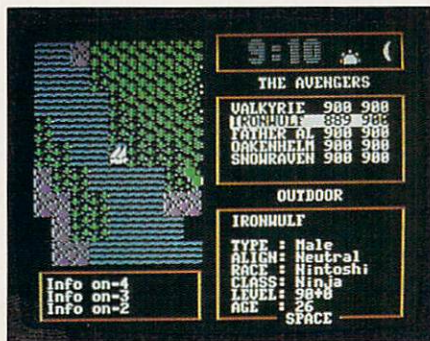 9:10
THE AVENGERS
VALKYRIE 900 900
IRONWULF 889 900
FATHER AL 900 900
OAKENHELM 900 900
SNOWRAVEN 900 900
OUTDOOR
IRONWULF
TYPE : Male
ALIGN: Neutral
RACE : Nintoshi
CLASS: Ninja
LEVEL: 90+0
AGE : 26
SPACE
Info on-4
Info on-3
Info on-2